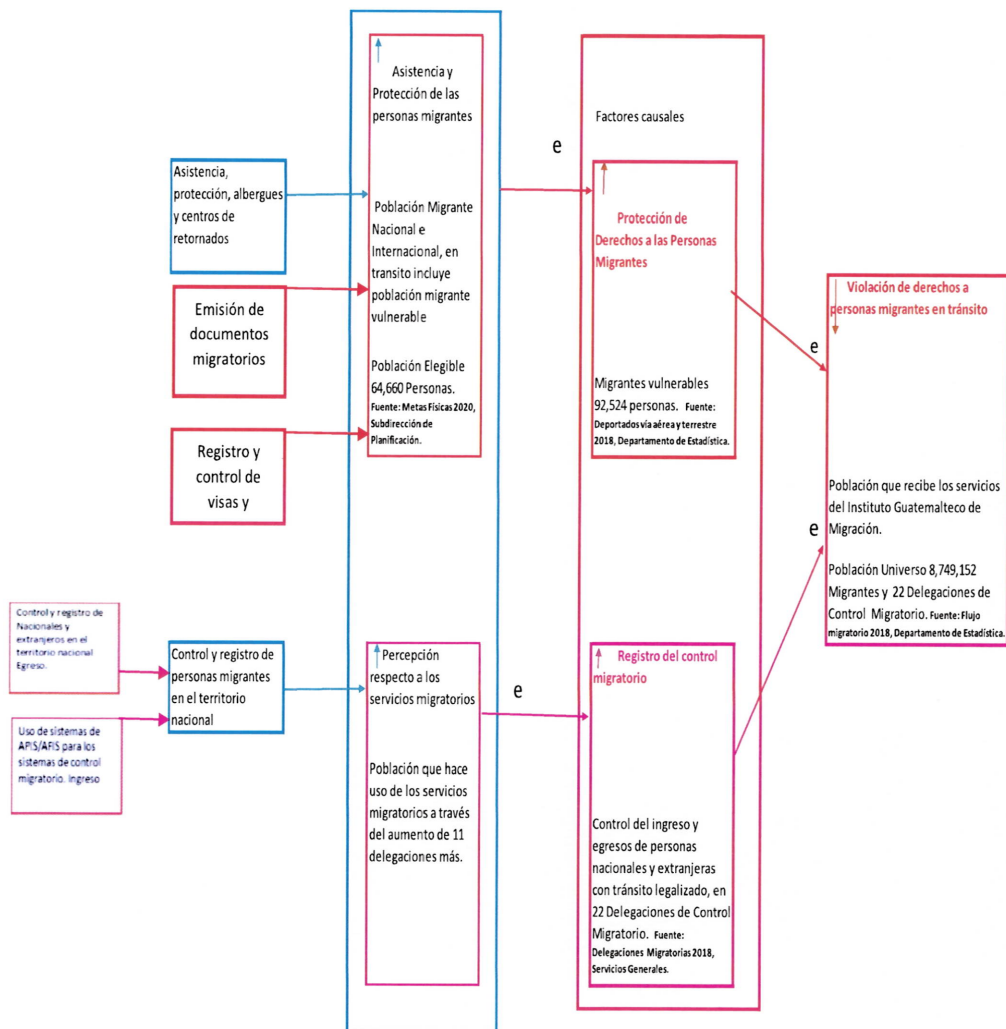 Asistencia,
protección, albergues
y centros de
retornados
Emisión de
documentos
migratorios
Registro y
control de
visas y
Control y registro de
Nacionales y
extranjeros en el
territorio nacional
Egreso.
Uso de sistemas de
APIS/AFIS para los
sistemas de control
migratorio. Ingreso
Control y registro de
personas migrantes
en el territorio
nacional
Asistencia y
Protección de las
personas migrantes
Población Migrante
Nacional e
Internacional, en
transito incluye
población migrante
vulnerable
Población Elegible
64,660 Personas.
Fuente: Metas Físicas 2020,
Subdirección de
Planificación.
Percepción
respecto a los
servicios migratorios
Población que hace
uso de los servicios
migratorios a través
del aumento de 11
delegaciones más.
e
e
Factores causales
Protección de
Derechos a las Personas
Migrantes
Migrantes vulnerables
92,524 personas. Fuente:
Deportados vía aérea y terrestre
2018, Departamento de Estadística.
Registro del control
migratorio
Control del ingreso y
egresos de personas
nacionales y extranjeras
con tránsito legalizado, en
22 Delegaciones de Control
Migratorio. Fuente:
Delegaciones Migratorias 2018,
Servicios Generales.
e
e
Violación de derechos a
personas migrantes en tránsito
Población que recibe los servicios
del Instituto Guatemalteco de
Migración.
Población Universo 8,749,152
Migrantes y 22 Delegaciones de
Control Migratorio. Fuente: Flujo
migratorio 2018, Departamento de Estadística.